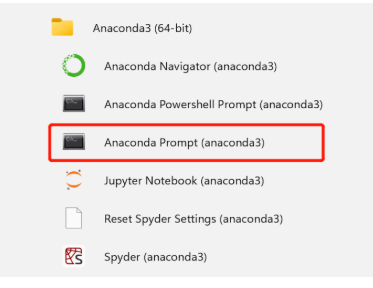 Anaconda3 (64-bit)
Anaconda Navigator (anaconda3)
Anaconda Powershell Prompt (anaconda3)
Anaconda Prompt (anaconda3)
Jupyter Notebook (anaconda3)
Reset Spyder Settings (anaconda3)
Spyder (anaconda3)